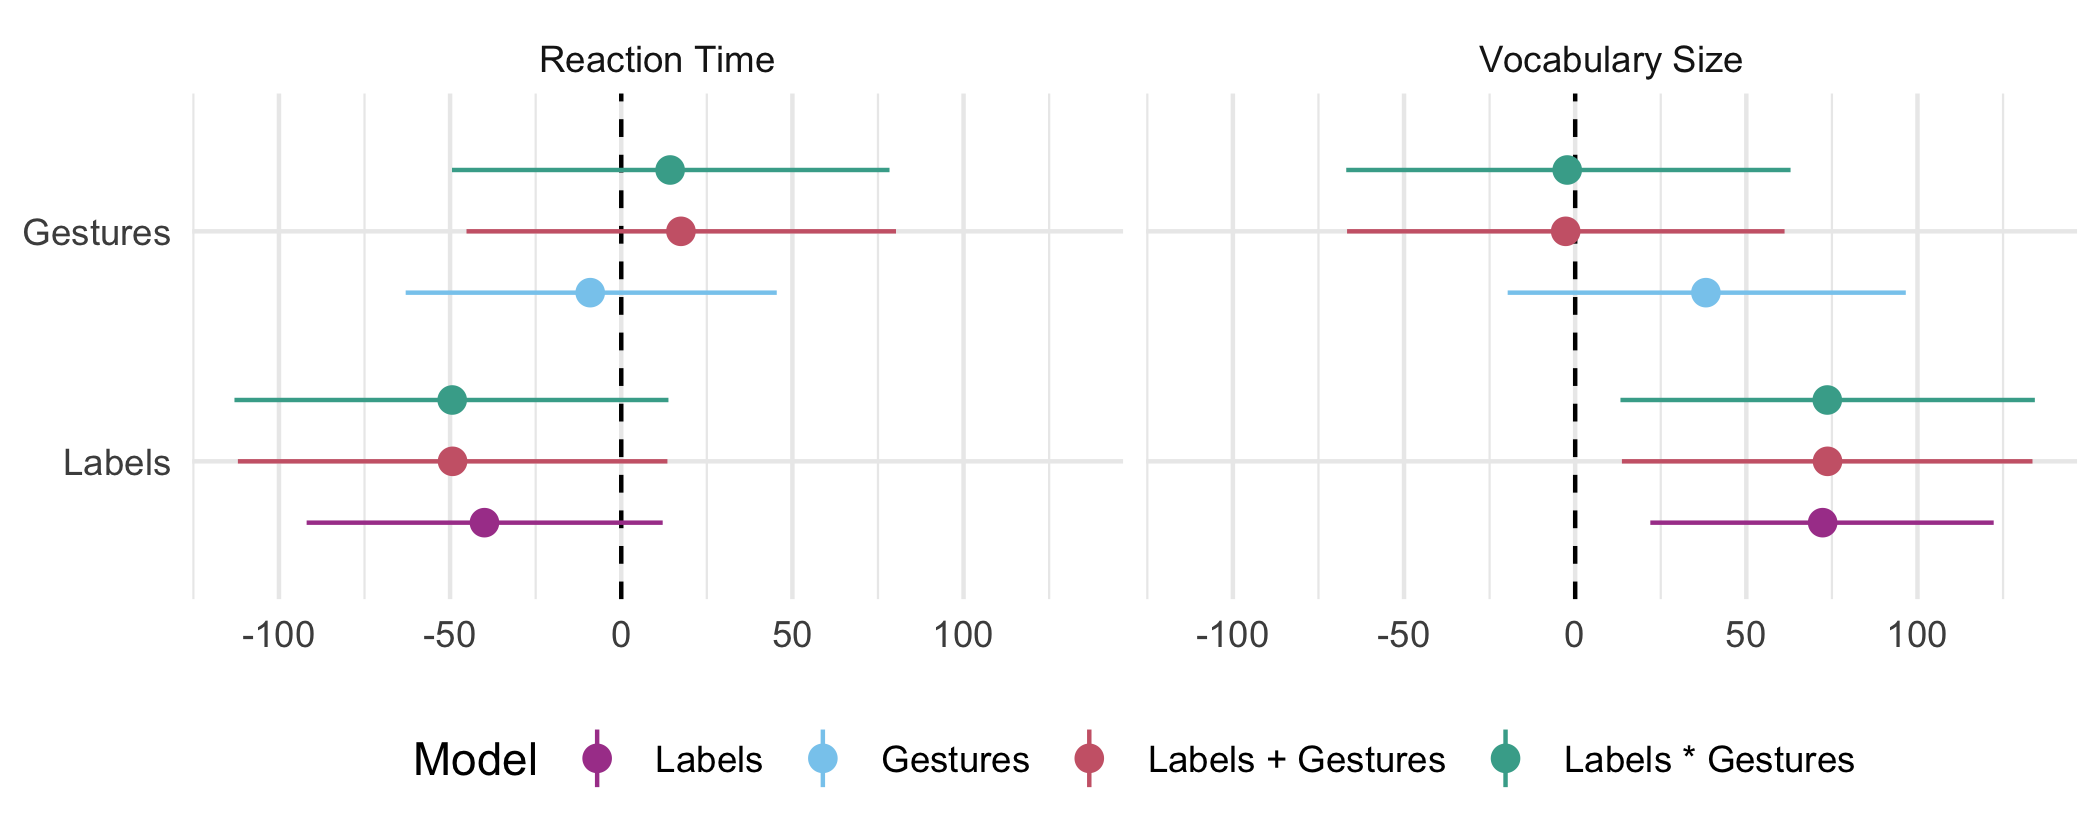 Reaction Time Vocabulary Size
Gestures
Labels
-100 -50 0 50 100 -100 -50 0 50 100
Model Labels Gestures Labels + Gestures Labels * Gestures